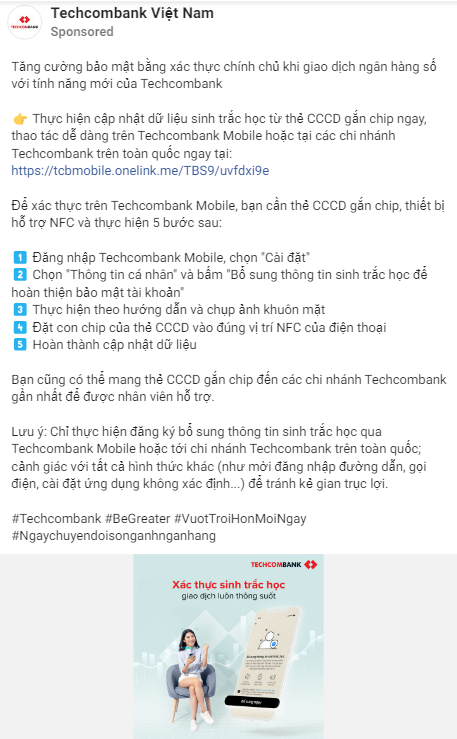 TECHCOMBANK
Techcombank Việt Nam
Sponsored
Tăng cường bảo mật bằng xác thực chính chủ khi giao dịch ngân hàng số
với tính năng mới của Techcombank
👉 Thực hiện cập nhật dữ liệu sinh trắc học từ thẻ CCCD gắn chip ngay,
thao tác dễ dàng trên Techcombank Mobile hoặc tại các chi nhánh
Techcombank trên toàn quốc ngay tại:
https://tcbmobile.onelink.me/TBS9/uvfdxi9e
Để xác thực trên Techcombank Mobile, bạn cần thẻ CCCD gắn chip, thiết bị
hỗ trợ NFC và thực hiện 5 bước sau:
1️⃣ Đăng nhập Techcombank Mobile, chọn "Cài đặt"
2️⃣ Chọn "Thông tin cá nhân" và bấm "Bổ sung thông tin sinh trắc học để
hoàn thiện bảo mật tài khoản"
3️⃣ Thực hiện theo hướng dẫn và chụp ảnh khuôn mặt
4️⃣ Đặt con chip của thẻ CCCD vào đúng vị trí NFC của điện thoại
5️⃣ Hoàn thành cập nhật dữ liệu
Bạn cũng có thể mang thẻ CCCD gắn chip đến các chi nhánh Techcombank
gần nhất để được nhân viên hỗ trợ.
Lưu ý: Chỉ thực hiện đăng ký bổ sung thông tin sinh trắc học qua
Techcombank Mobile hoặc tới chi nhánh Techcombank trên toàn quốc;
cảnh giác với tất cả hình thức khác (như mời đăng nhập đường dẫn, gọi
điện, cài đặt ứng dụng không xác định...) để tránh kẻ gian trục lợi.
#Techcombank #BeGreater #VuotTroiHonMoiNgay
#Ngaychuyendoisonganhnganhang
TECHCOMBANK
Xác thực sinh trắc học
giao dịch luôn thông suốt
Bổ sung ngay